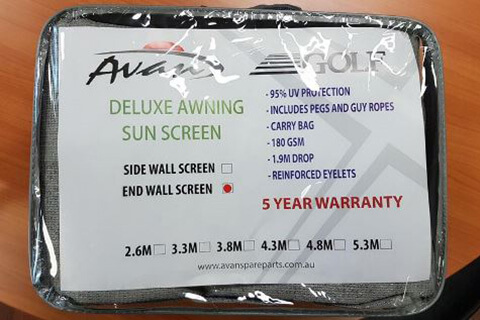 Avan GOLF
DELUXE AWNING
SUN SCREEN
SIDE WALL SCREEN
END WALL SCREEN
- 95% UV PROTECTION
- INCLUDES PEGS AND GUY ROPES
- CARRY BAG
- 180 GSM
- 1.9M DROP
- REINFORCED EYELETS
5 YEAR WARRANTY
2.6M 3.3M 3.8M 4.3M 4.8M 5.3M
www.avanspareparts.com.au